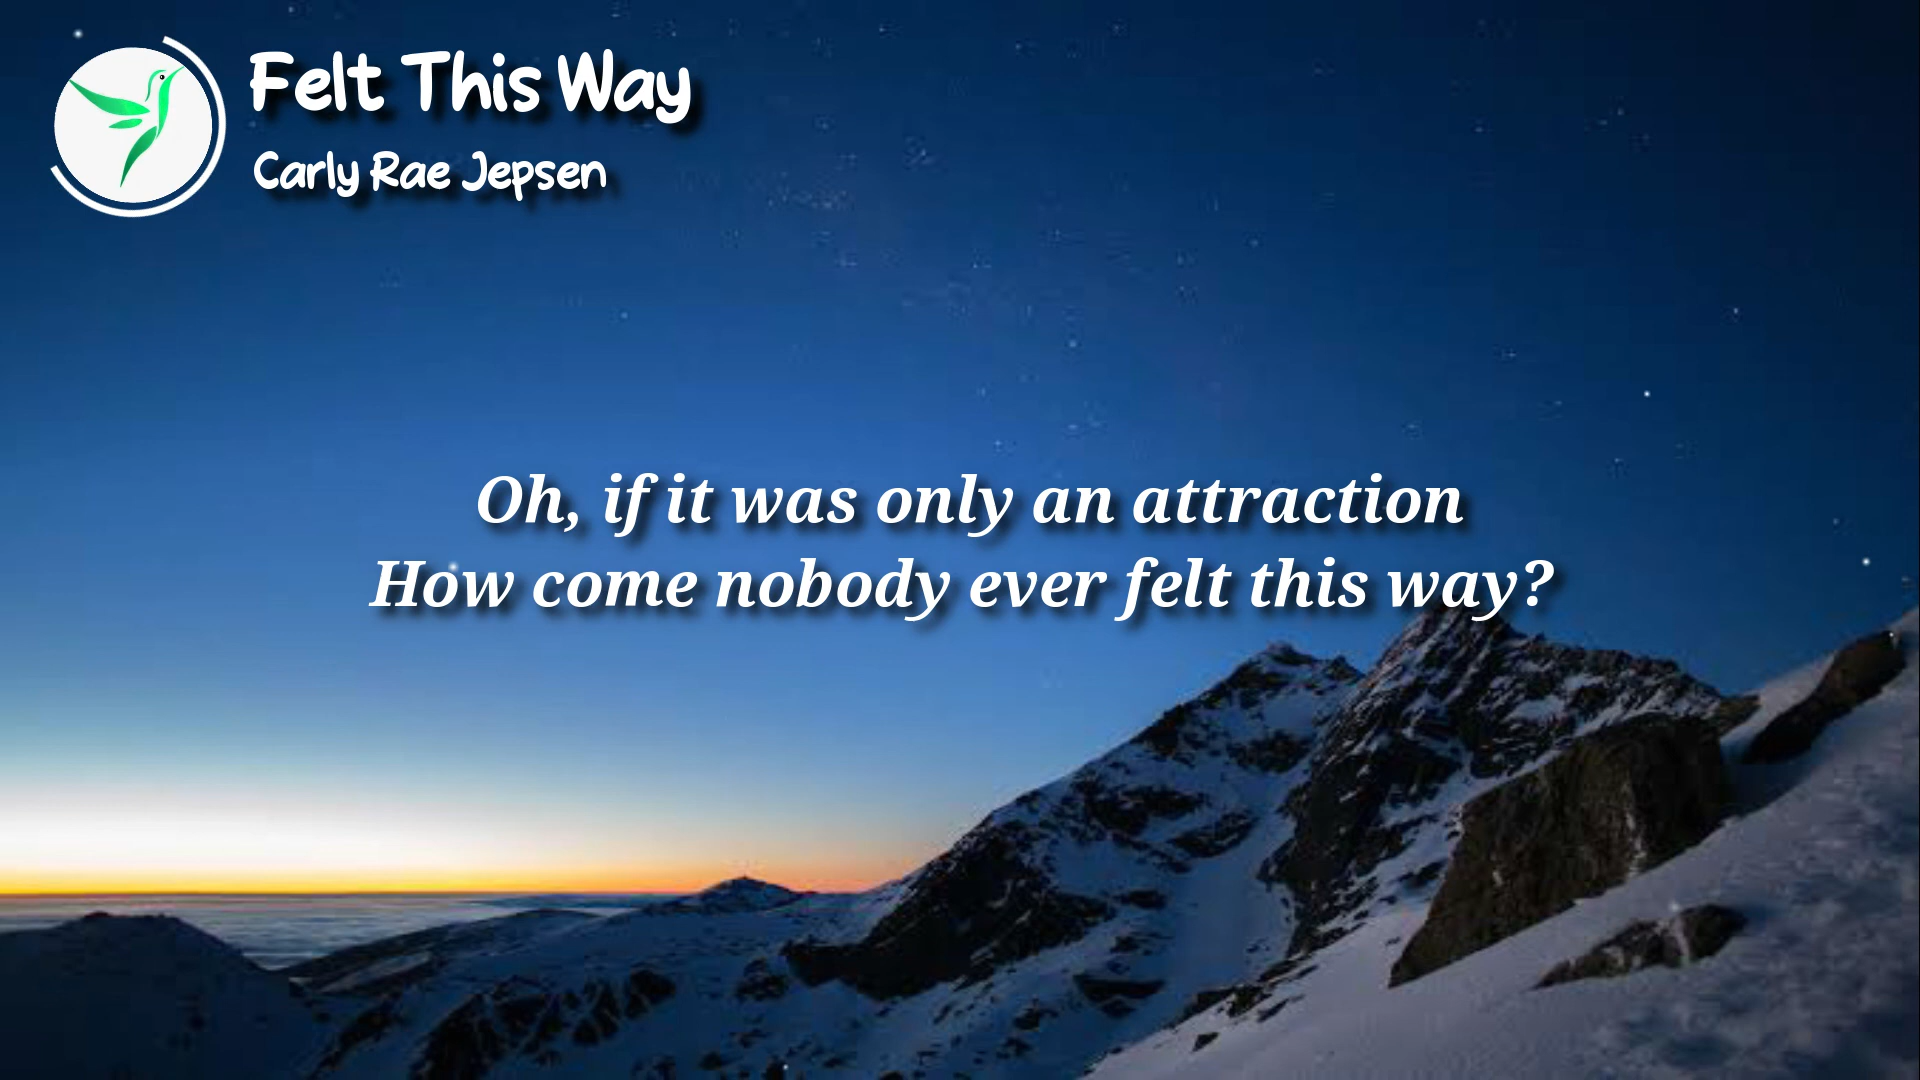 Felt This Way
Carly Rae Jepsen
Oh, if it was only an attraction
How come nobody ever felt this way?